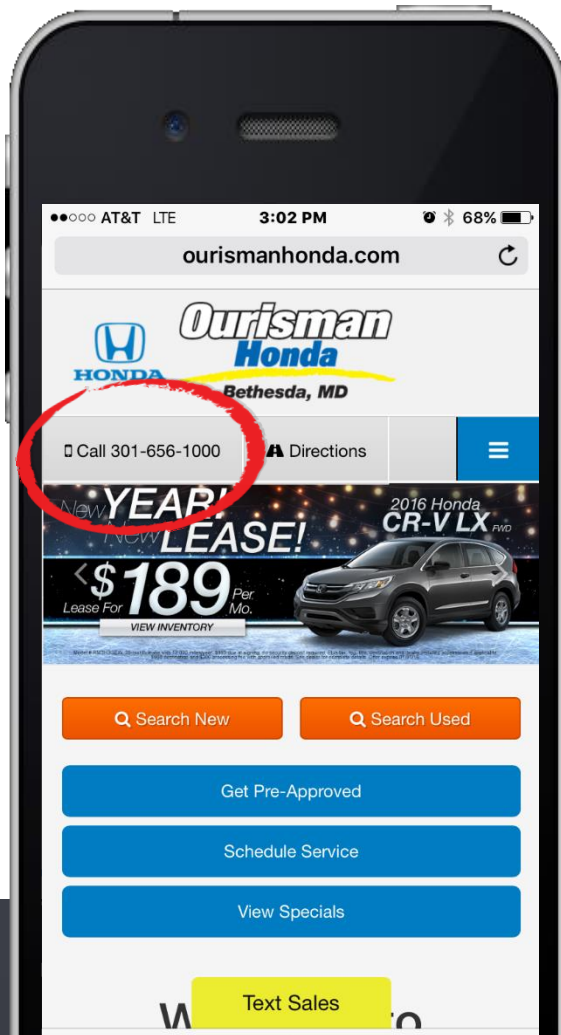 AT&T LTE 3:02 PM 68%
ourismanhonda.com
Ourisman
Honda
HONDA
Bethesda, MD
Call 301-656-1000 Directions
New YEAR!
New LEASE!
2016 Honda
CR-V LX FWD
$189 Per
Lease For Mo.
VIEW INVENTORY
Search New Search Used
Get Pre-Approved
Schedule Service
View Specials
Text Sales